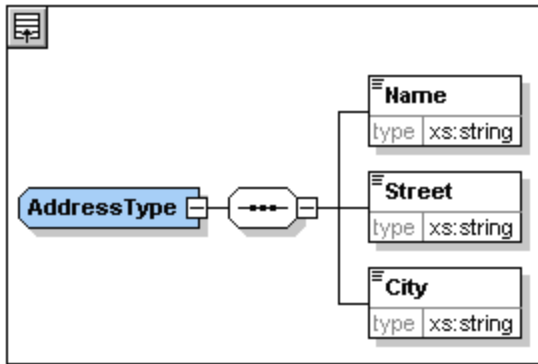 Name
type xs:string
AddressType
Street
type xs:string
City
type xs:string